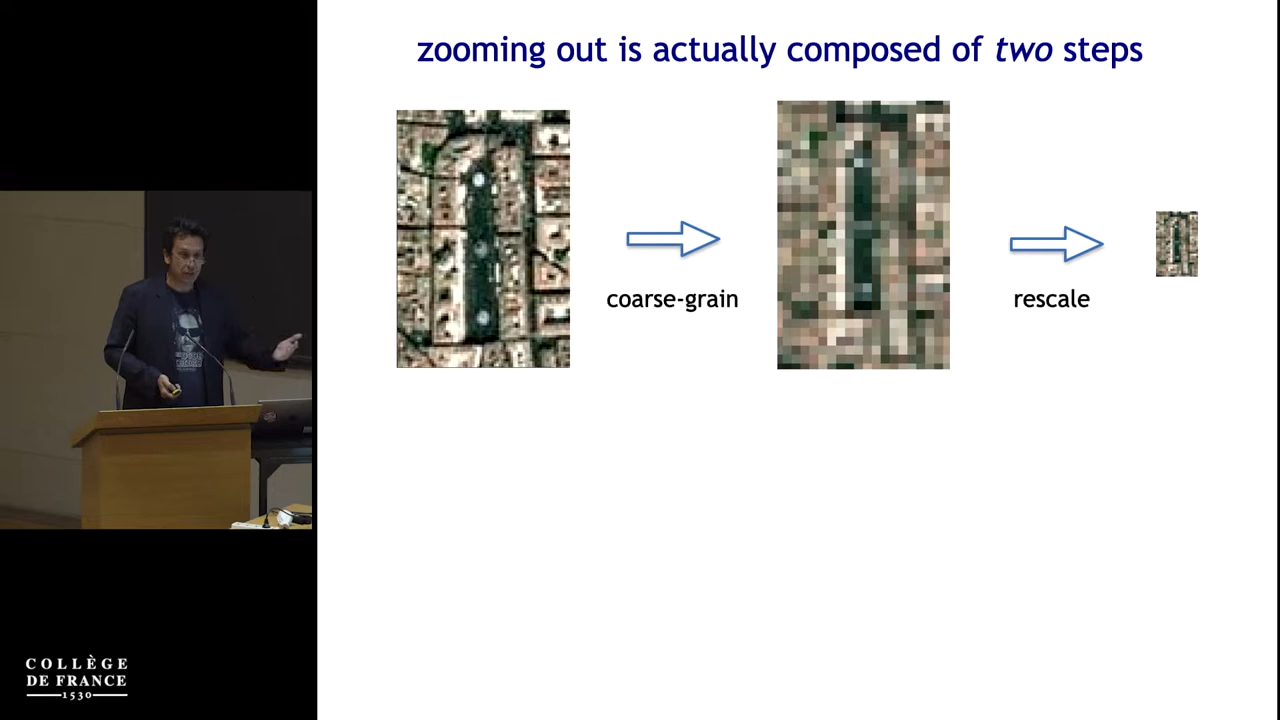 zooming out is actually composed of two steps
coarse-grain
rescale
COLLÈGE
DE FRANCE
1530